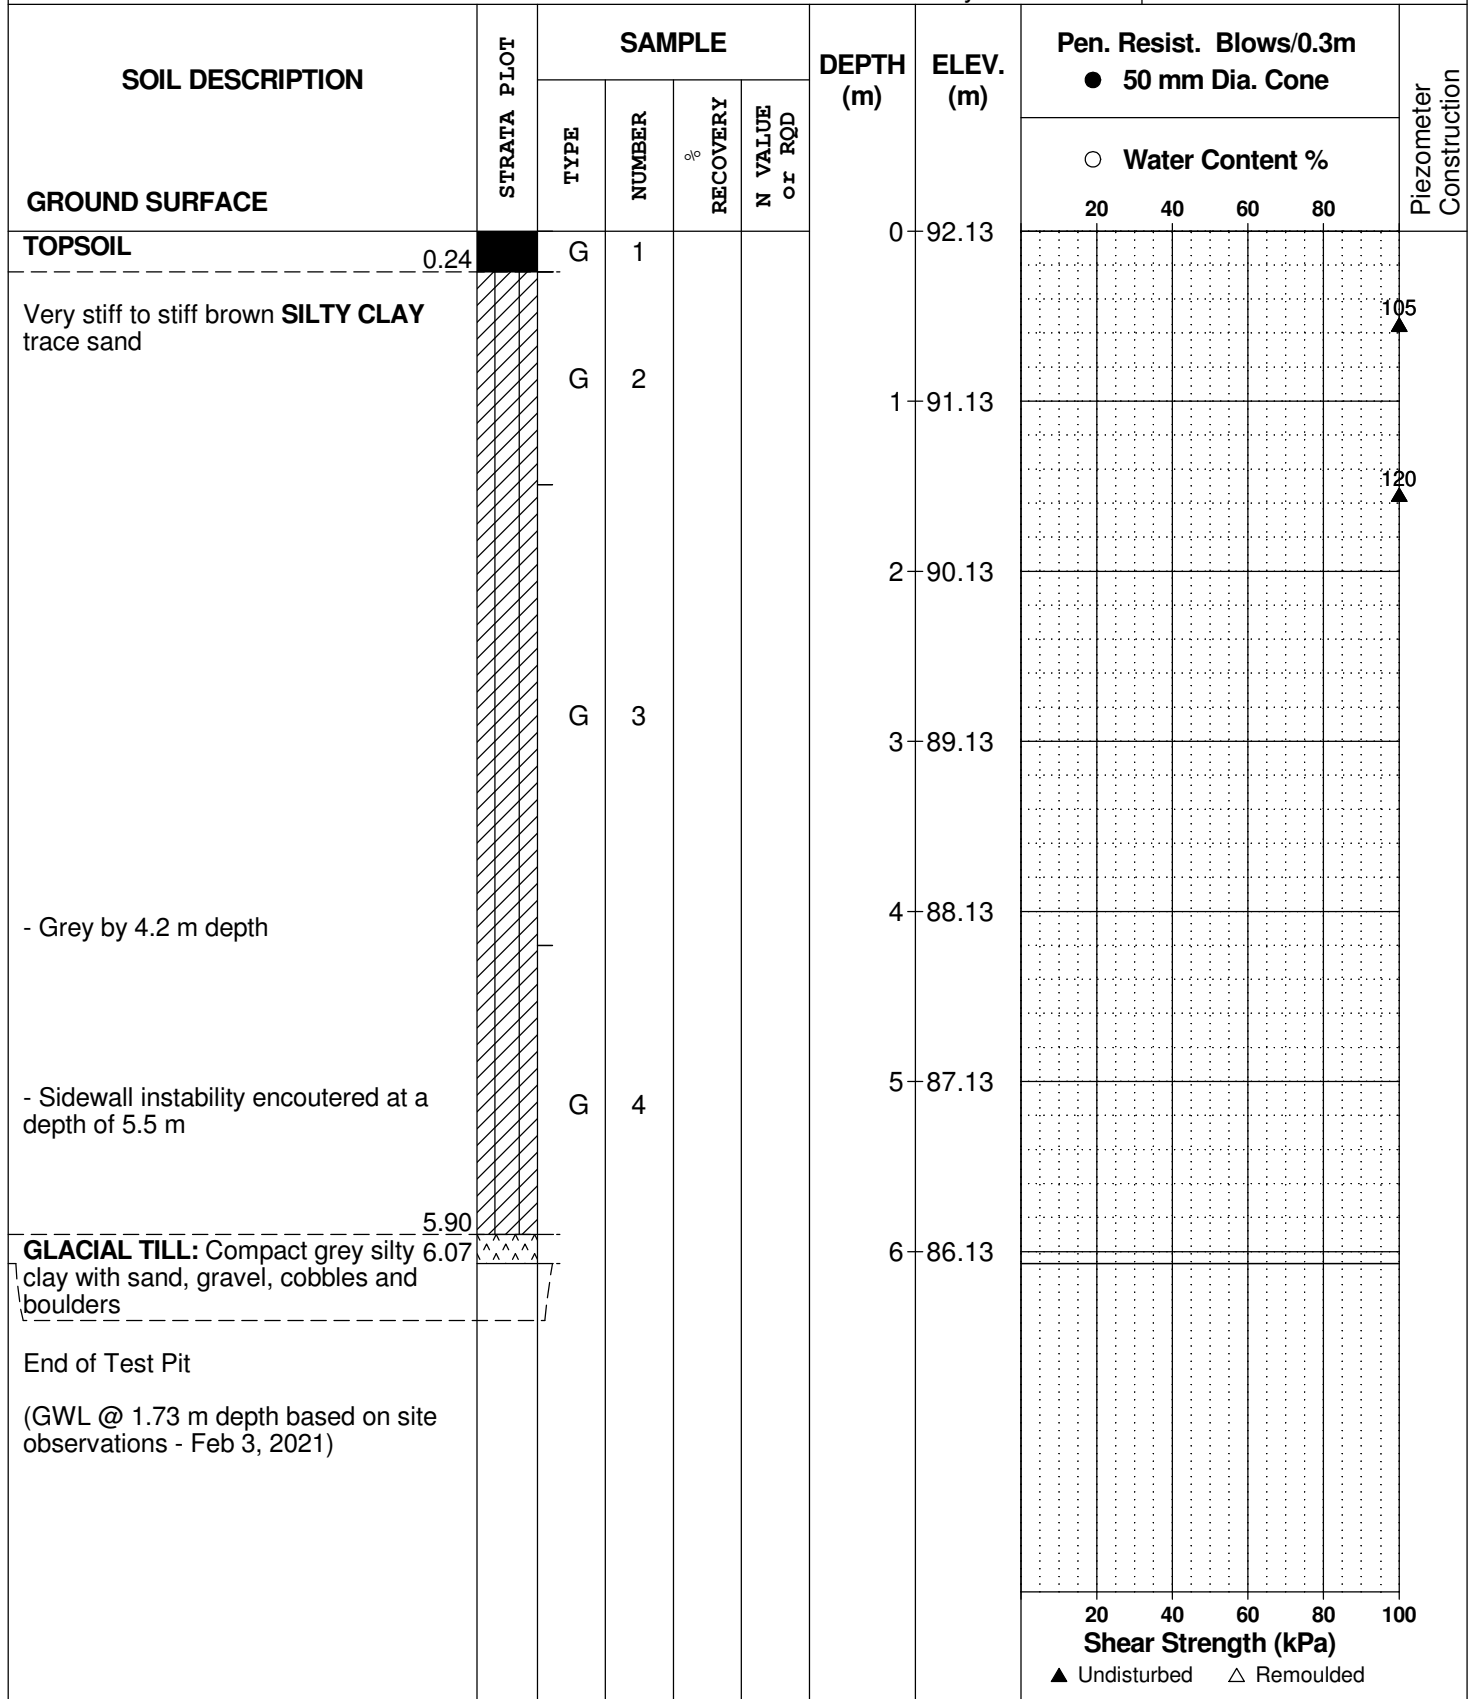 SOIL DESCRIPTION
GROUND SURFACE
STRATA PLOT
SAMPLE
TYPE
NUMBER
%
RECOVERY
N VALUE
or RQD
DEPTH
(m)
ELEV.
(m)
Pen. Resist. Blows/0.3m
● 50 mm Dia. Cone
○ Water Content %
20 40 60 80
Piezometer
Construction
TOPSOIL
0.24
G 1
0 92.13
Very stiff to stiff brown SILTY CLAY
trace sand
105
G 2
1 91.13
120
2 90.13
G 3
3 89.13
- Grey by 4.2 m depth
4 88.13
- Sidewall instability encoutered at a
depth of 5.5 m
G 4
5 87.13
5.90
GLACIAL TILL: Compact grey silty
clay with sand, gravel, cobbles and
boulders
6.07
6 86.13
End of Test Pit
(GWL @ 1.73 m depth based on site
observations - Feb 3, 2021)
20 40 60 80 100
Shear Strength (kPa)
▲ Undisturbed △ Remoulded